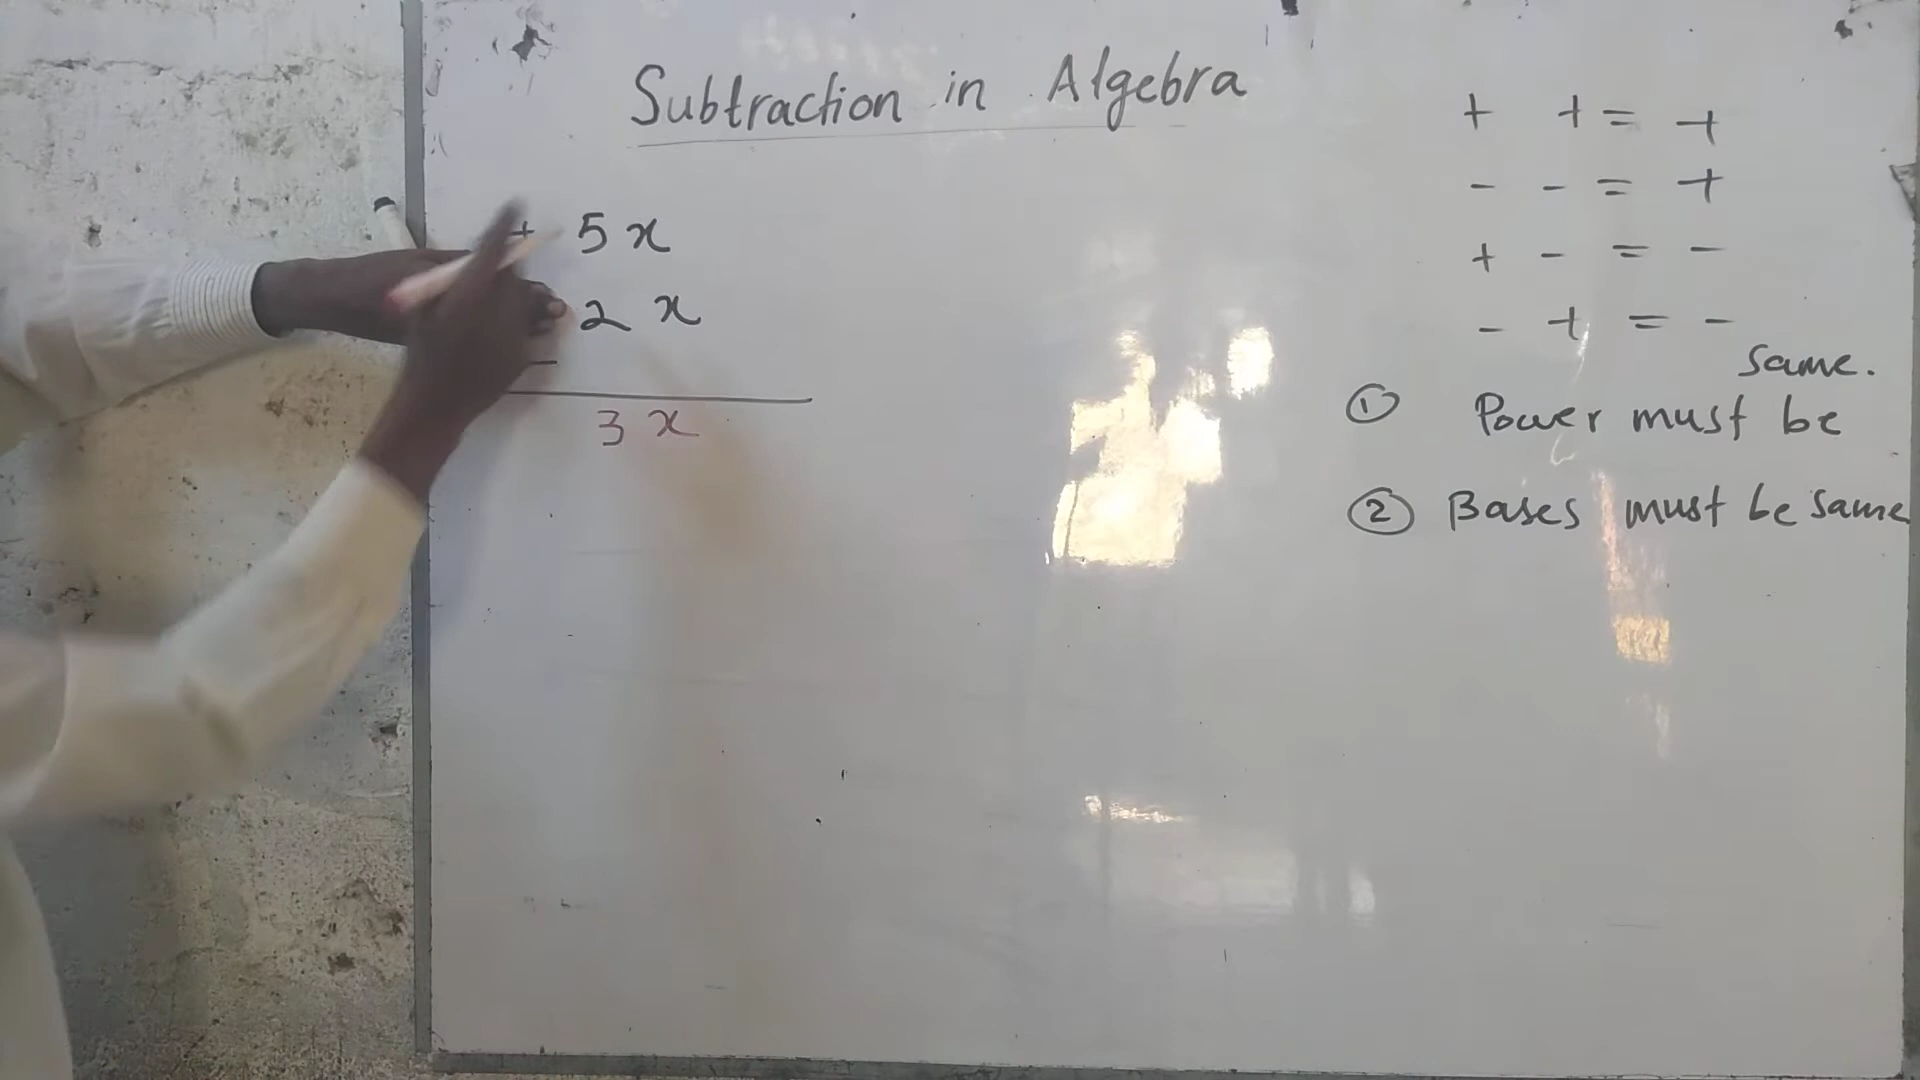 Subtraction in Algebra
+ 5x
2x
-
3x
+ + = +
- - = +
+ - = -
- + = -
same.
① Power must be
② Bases must be same